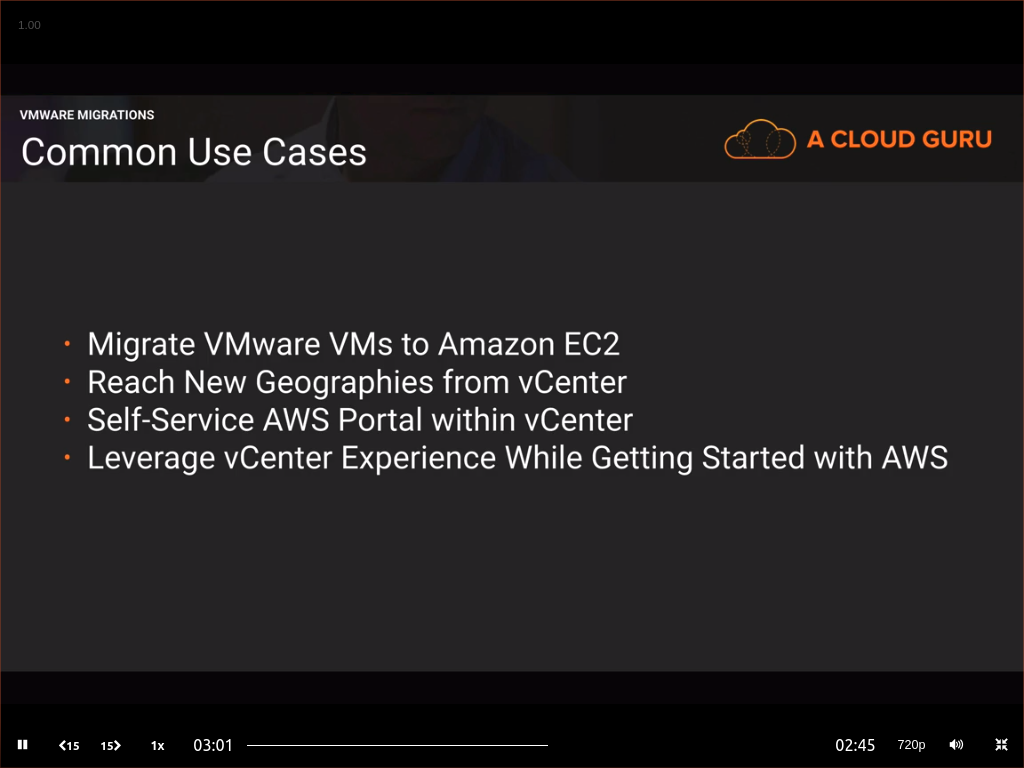 1.00
VMWARE MIGRATIONS
Common Use Cases
A CLOUD GURU
• Migrate VMware VMs to Amazon EC2
• Reach New Geographies from vCenter
• Self-Service AWS Portal within vCenter
• Leverage vCenter Experience While Getting Started with AWS
15 15 1x 03:01 02:45 720p